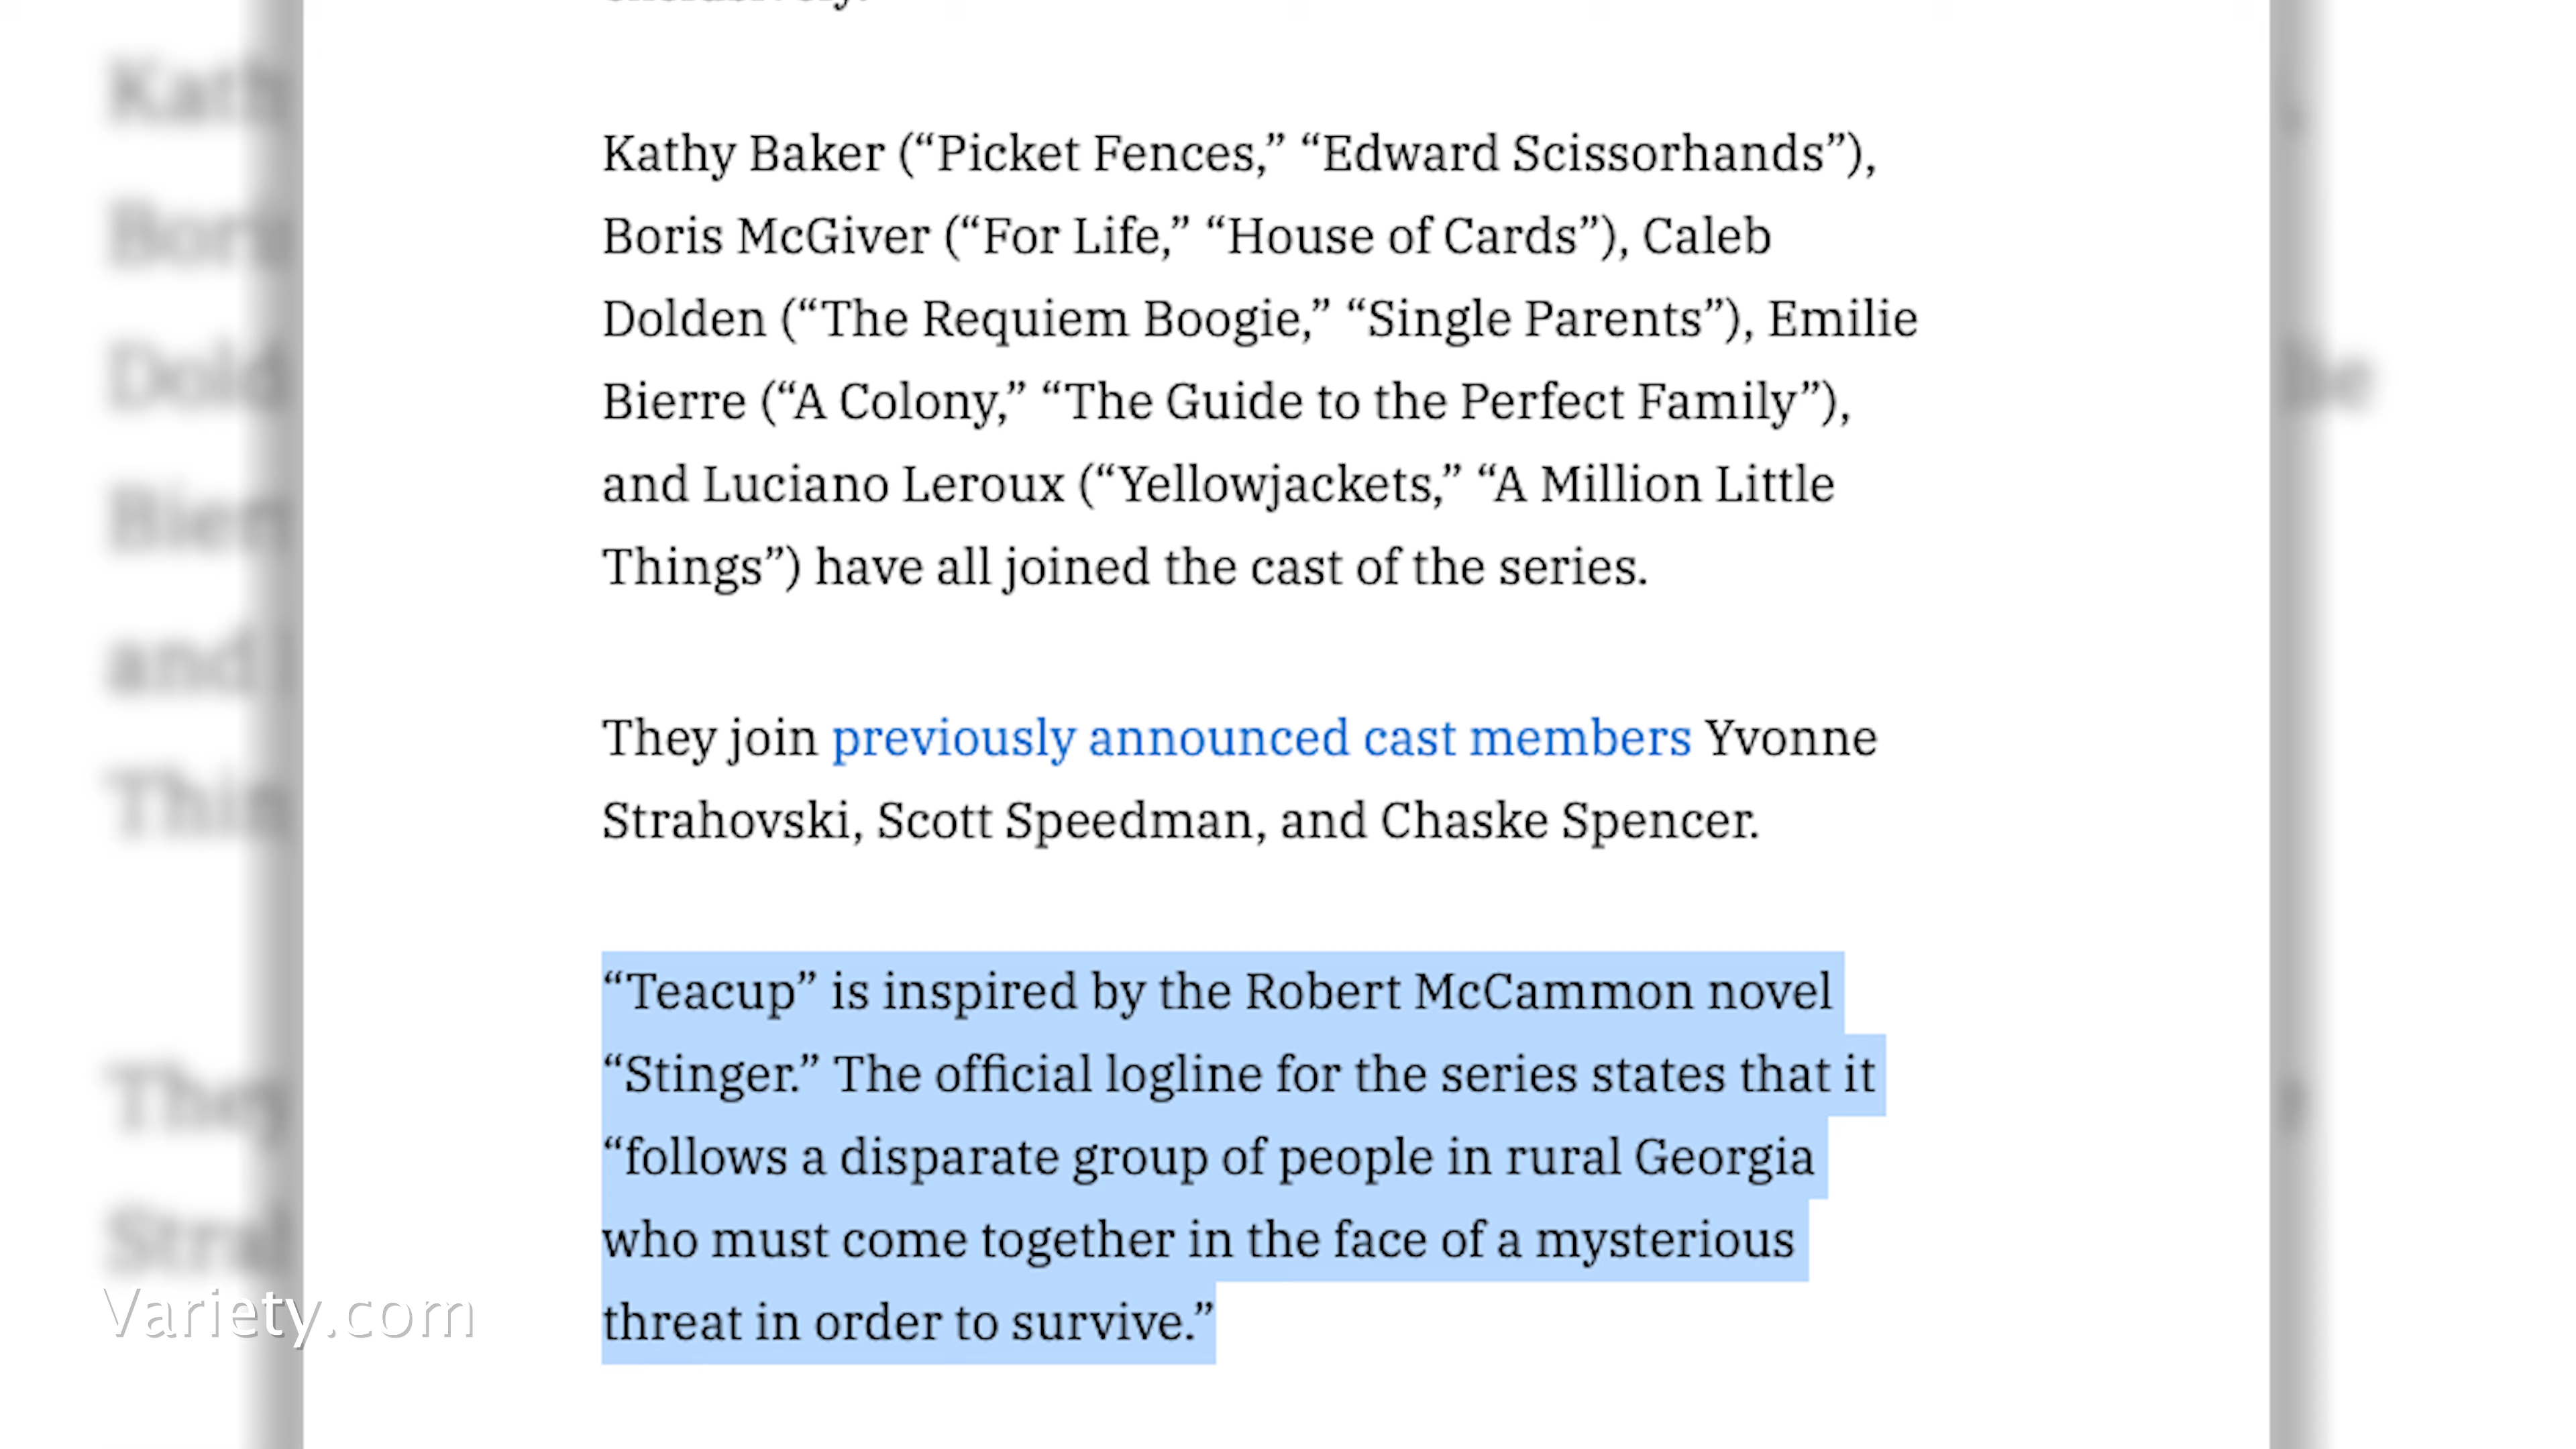 Kathy Baker (“Picket Fences,” “Edward Scissorhands”),
Boris McGiver (“For Life,” “House of Cards”), Caleb
Dolden (“The Requiem Boogie,” “Single Parents”), Emilie
Bierre (“A Colony,” “The Guide to the Perfect Family”),
and Luciano Leroux (“Yellowjackets,” “A Million Little
Things”) have all joined the cast of the series.
They join previously announced cast members Yvonne
Strahovski, Scott Speedman, and Chaske Spencer.
“Teacup” is inspired by the Robert McCammon novel
“Stinger.” The official logline for the series states that it
“follows a disparate group of people in rural Georgia
who must come together in the face of a mysterious
threat in order to survive.”
Variety.com